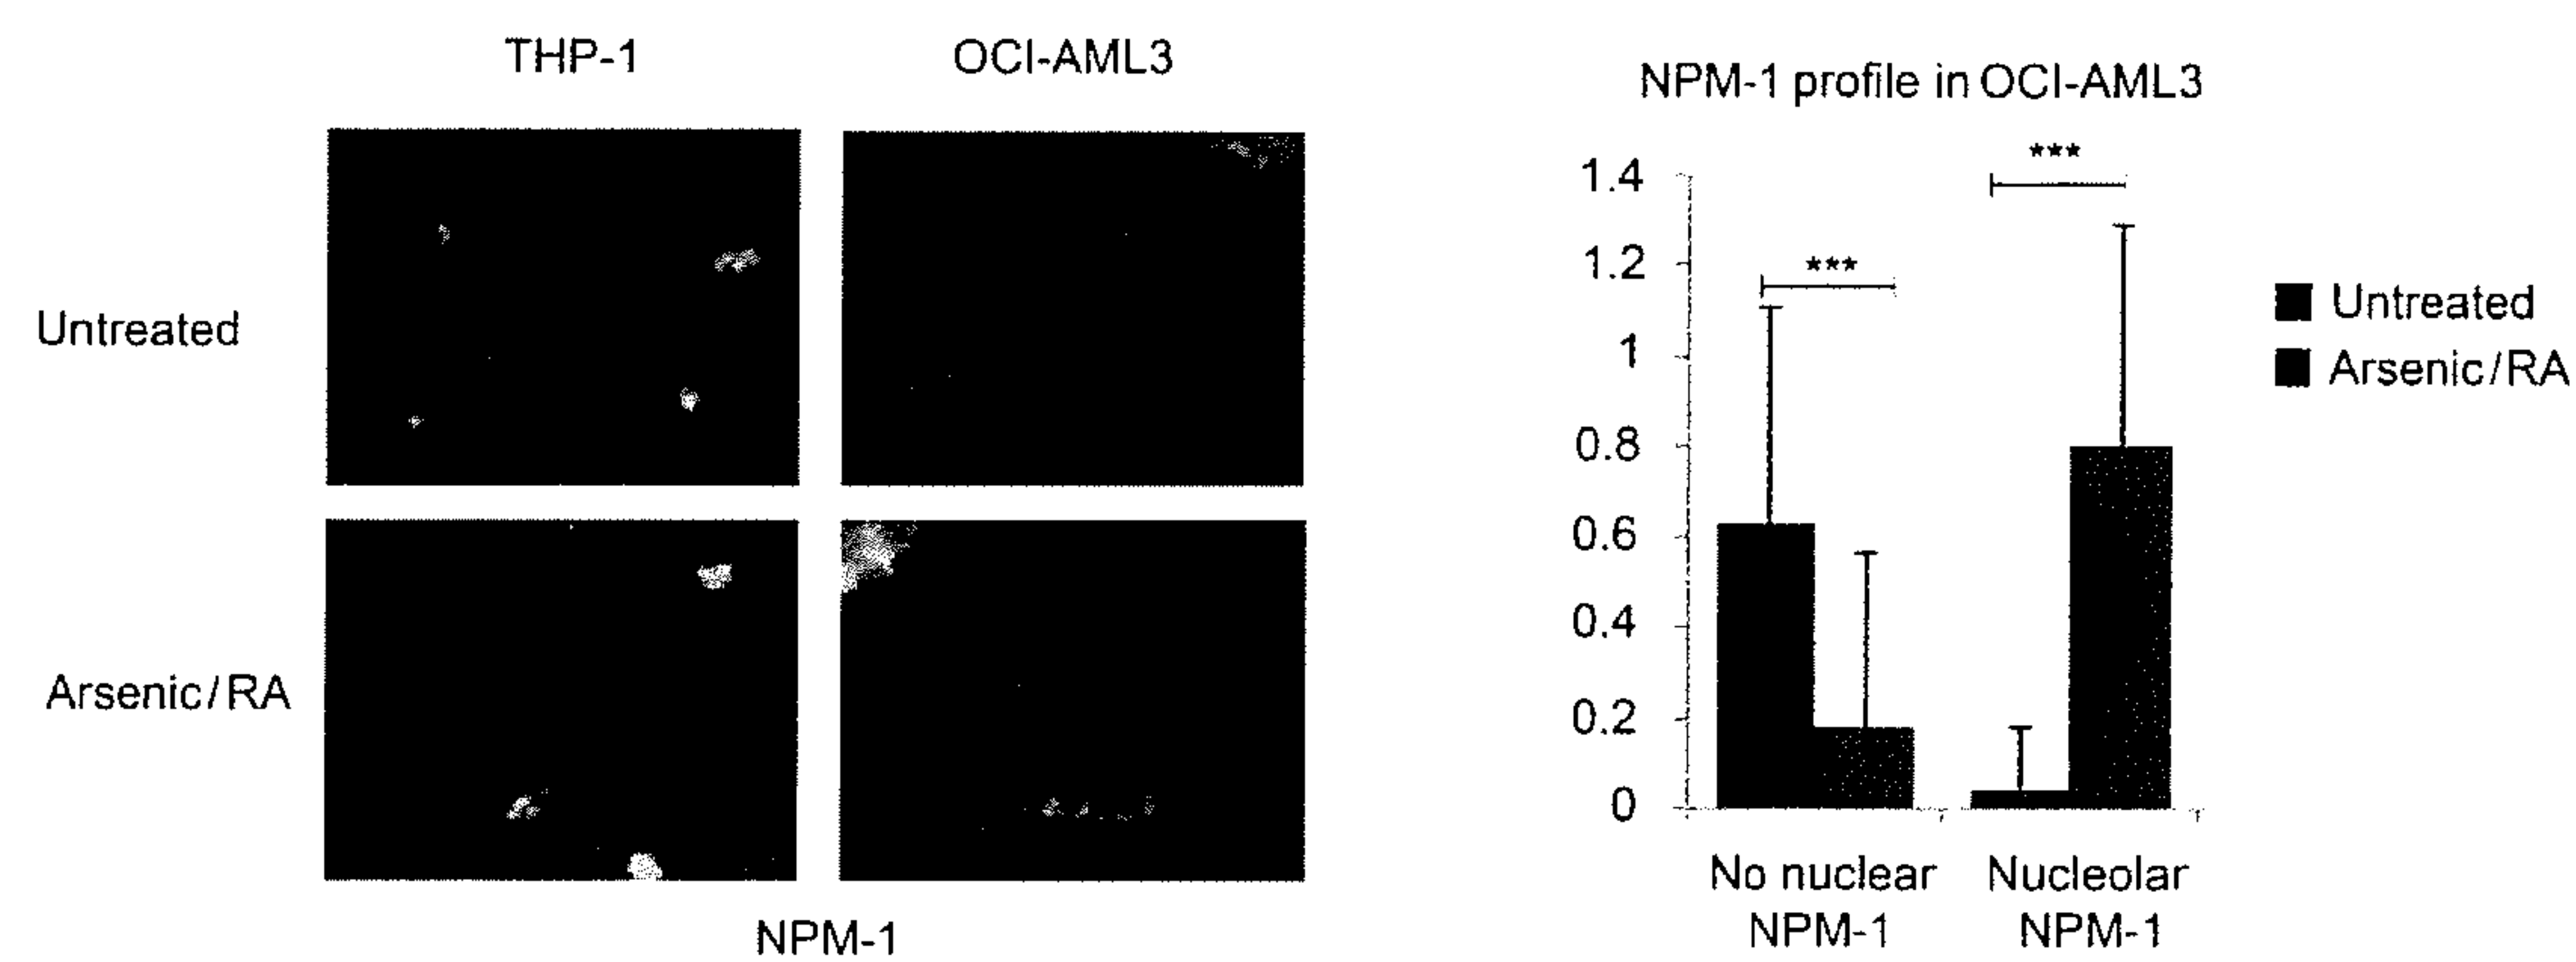 THP-1
OCI-AML3
Untreated
Arsenic/RA
NPM-1
NPM-1 profile in OCI-AML3
***
***
1.4
1.2
1
0.8
0.6
0.4
0.2
0
No nuclear
NPM-1
Nucleolar
NPM-1
Untreated
Arsenic/RA